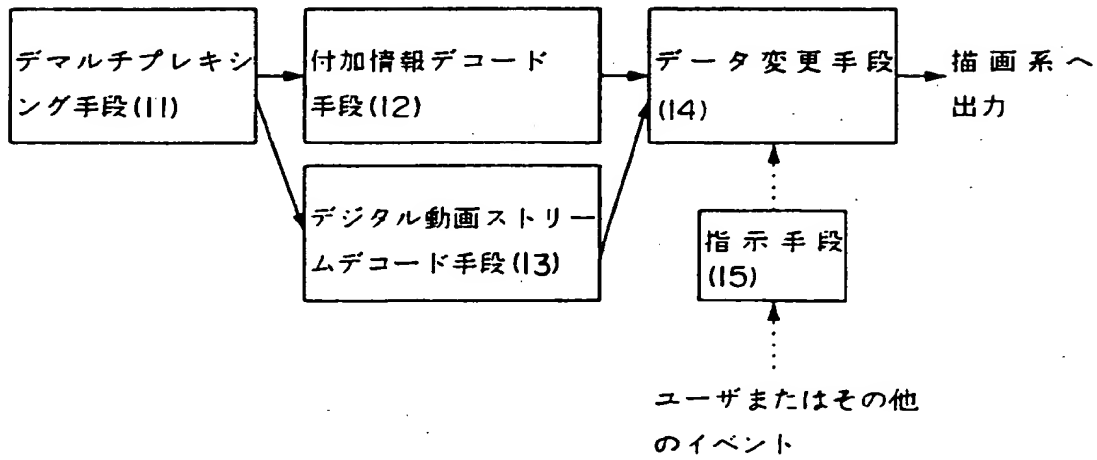 デマルチプレキシ
ング手段(11)
付加情報デコード
手段(12)
データ変更手段
(14)
描画系へ
出力
デジタル動画ストリー
ムデコード手段(13)
指示手段
(15)
ユーザまたはその他
のイベント